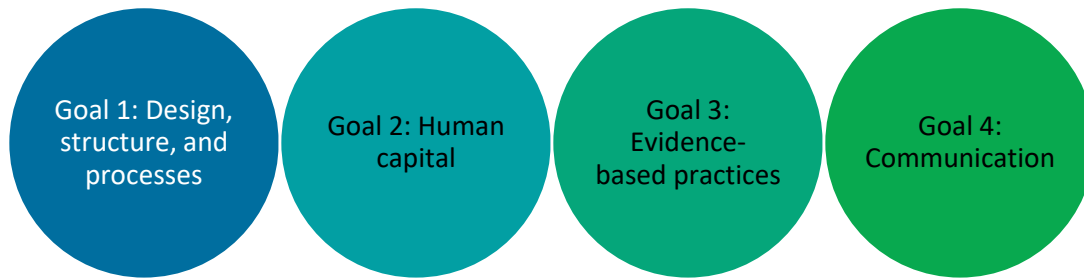 Goal 1: Design,
structure, and
processes
Goal 2: Human
capital
Goal 3:
Evidence-
based practices
Goal 4:
Communication